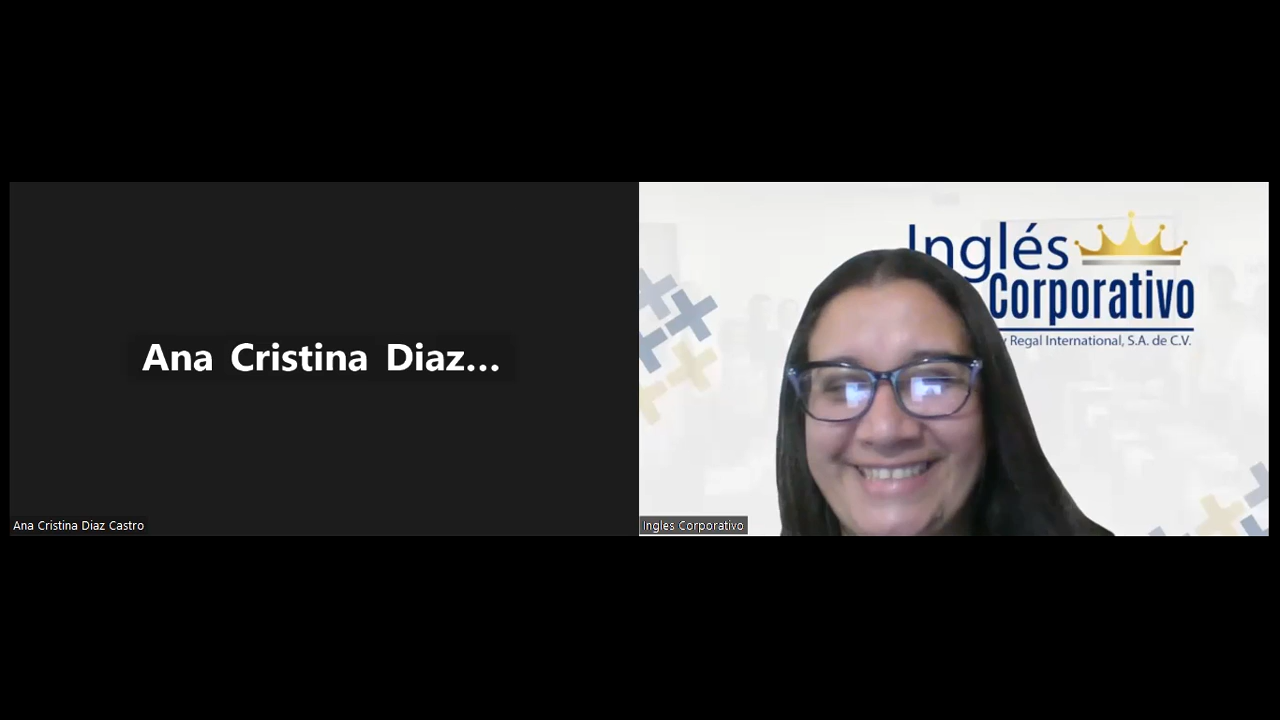 Ana Cristina Diaz...
Ana Cristina Diaz Castro
Inglés
Corporativo
y Regal International, S.A. de C.V.
Ingles Corporativo